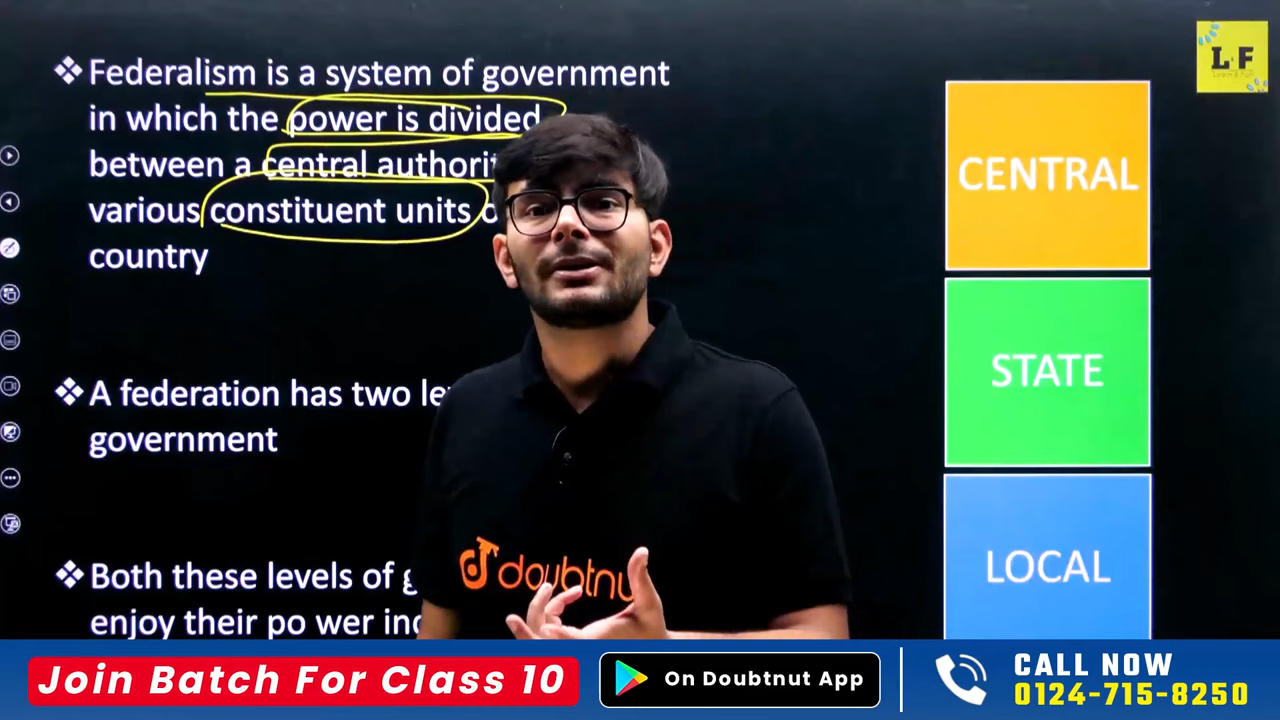 ❖Federalism is a system of government
in which the power is divided
between a central authorit
various constituent units
country
❖A federation has two le
government
❖Both these levels of g
enjoy their po wer ind
CENTRAL
STATE
LOCAL
L F
doubtnu
Join Batch For Class 10
On Doubtnut App
CALL NOW
0124-715-8250